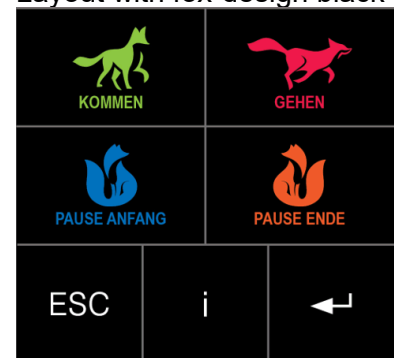 Layout with fox design black
KOMMEN
GEHEN
PAUSE ANFANG
PAUSE ENDE
ESC
i